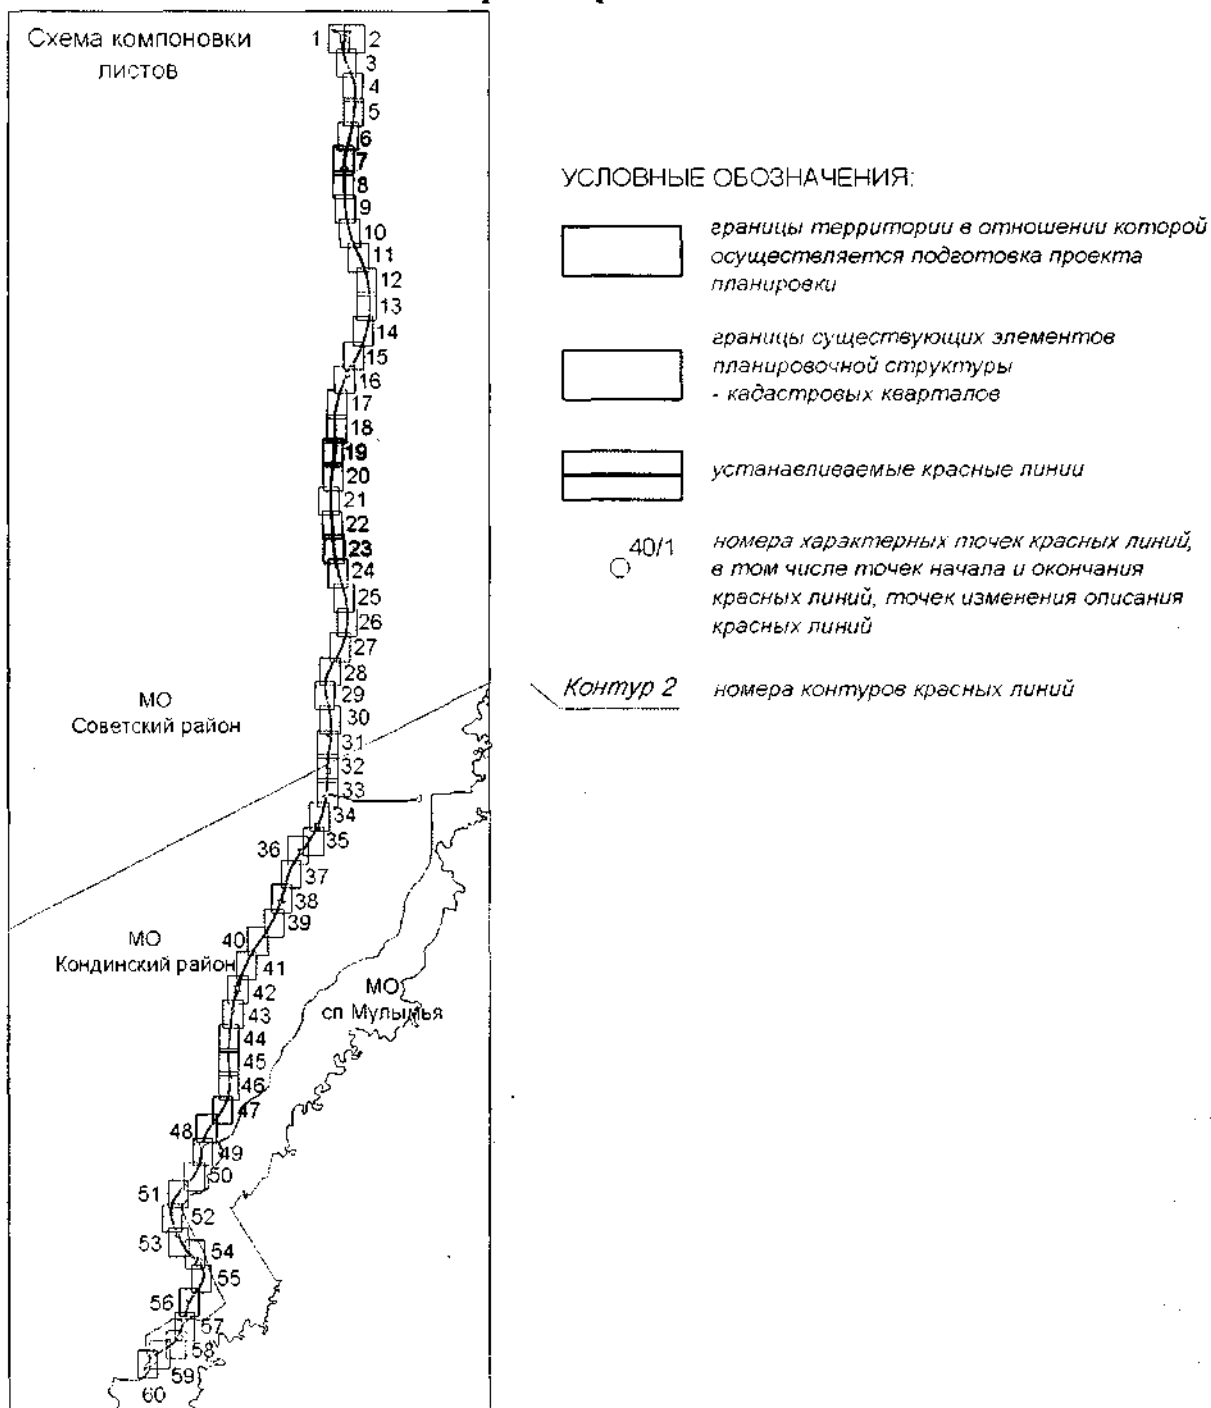 Схема компоновки
листов
1
2
3
4
5
6
7
8
9
10
11
12
13
14
15
16
17
18
19
20
21
22
23
24
25
26
27
28
29
30
31
32
33
34
35
36
37
38
39
40
41
42
43
44
45
46
47
48
49
50
51
52
53
54
55
56
57
58
59
60
МО
Советский район
МО
Кондинский район
МО
сп Мулымья
УСЛОВНЫЕ ОБОЗНАЧЕНИЯ:
границы территории в отношении которой
осуществляется подготовка проекта
планировки
границы существующих элементов
планировочной структуры
- кадастровых кварталов
устанавливаемые красные линии
40/1
номера характерных точек красных линий,
в том числе точек начала и окончания
красных линий, точек изменения описания
красных линий
Контур 2
номера контуров красных линий